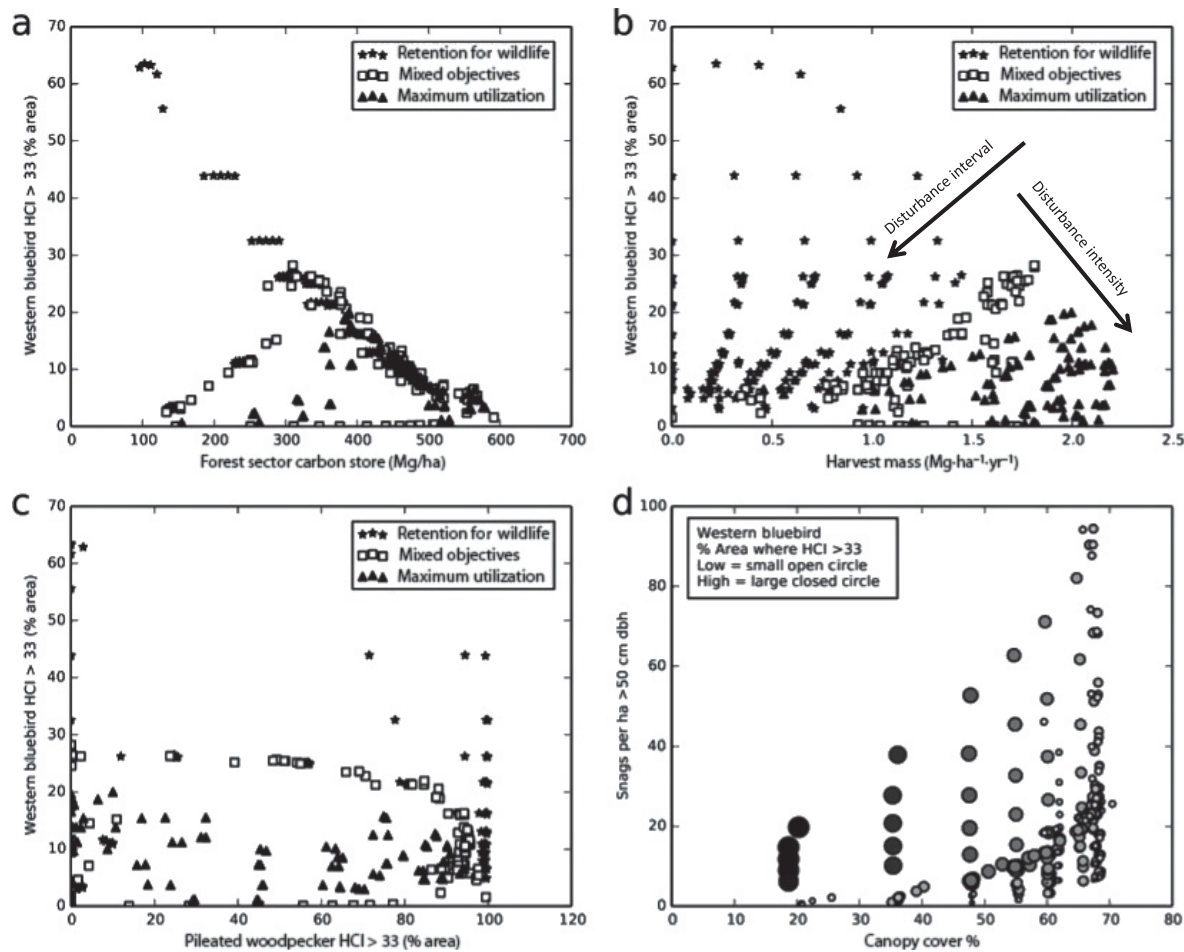 a
Western bluebird HCI > 33 (% area)
70
60
50
40
30
20
10
0
Retention for wildlife
Mixed objectives
Maximum utilization
0 100 200 300 400 500 600 700
Forest sector carbon store (Mg/ha)
b
Western bluebird HCI > 33 (% area)
70
60
50
40
30
20
10
0
Retention for wildlife
Mixed objectives
Maximum utilization
Disturbance interval
Disturbance intensity
0.0 0.5 1.0 1.5 2.0 2.5
Harvest mass (Mg·ha⁻¹·yr⁻¹)
c
Western bluebird HCI > 33 (% area)
70
60
50
40
30
20
10
0
Retention for wildlife
Mixed objectives
Maximum utilization
0 20 40 60 80 100 120
Pileated woodpecker HCI > 33 (% area)
d
Snags per ha >50 cm dbh
100
80
60
40
20
0
Western bluebird
% Area where HCI >33
Low = small open circle
High = large closed circle
0 10 20 30 40 50 60 70 80
Canopy cover %